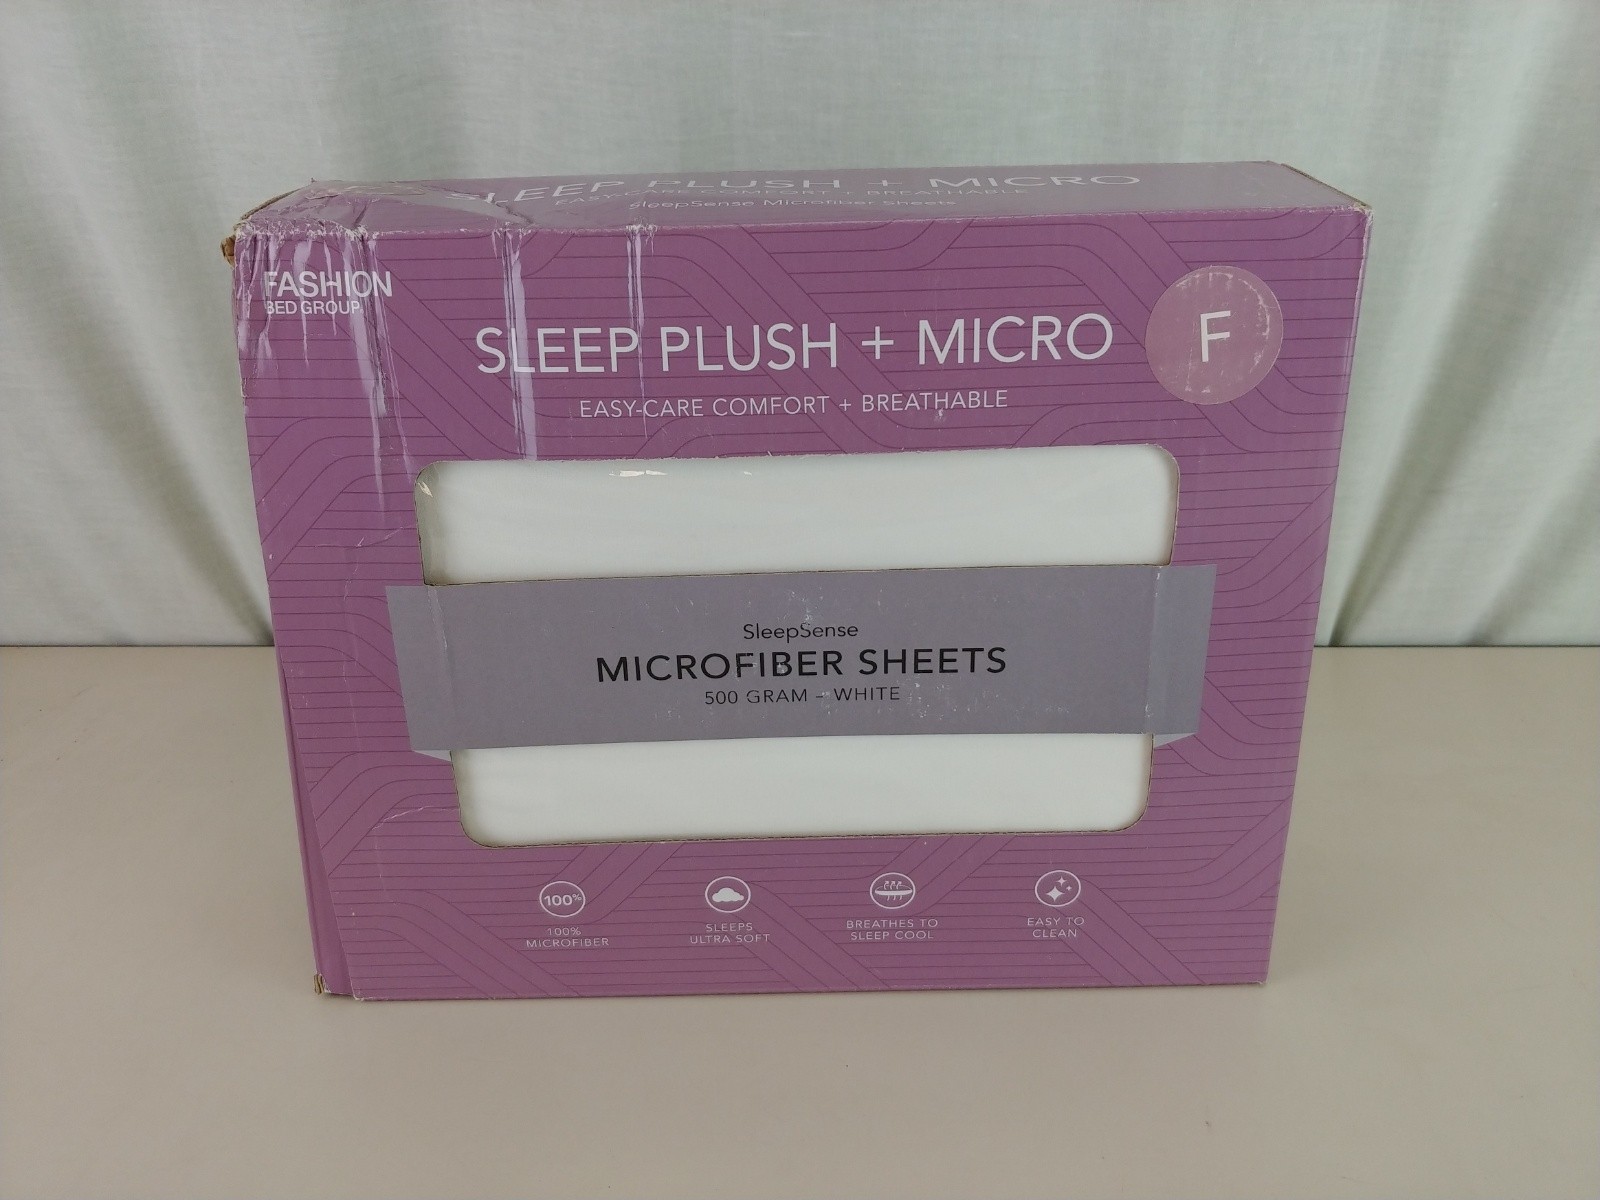 SLEEP PLUSH + MICRO
EASY-CARE COMFORT + BREATHABLE
SleepSense Microfiber Sheets
FASHION
BED GROUP
SLEEP PLUSH + MICRO
F
EASY-CARE COMFORT + BREATHABLE
SleepSense
MICROFIBER SHEETS
500 GRAM - WHITE
100%
100%
MICROFIBER
SLEEPS
ULTRA SOFT
BREATHES TO
SLEEP COOL
EASY TO
CLEAN